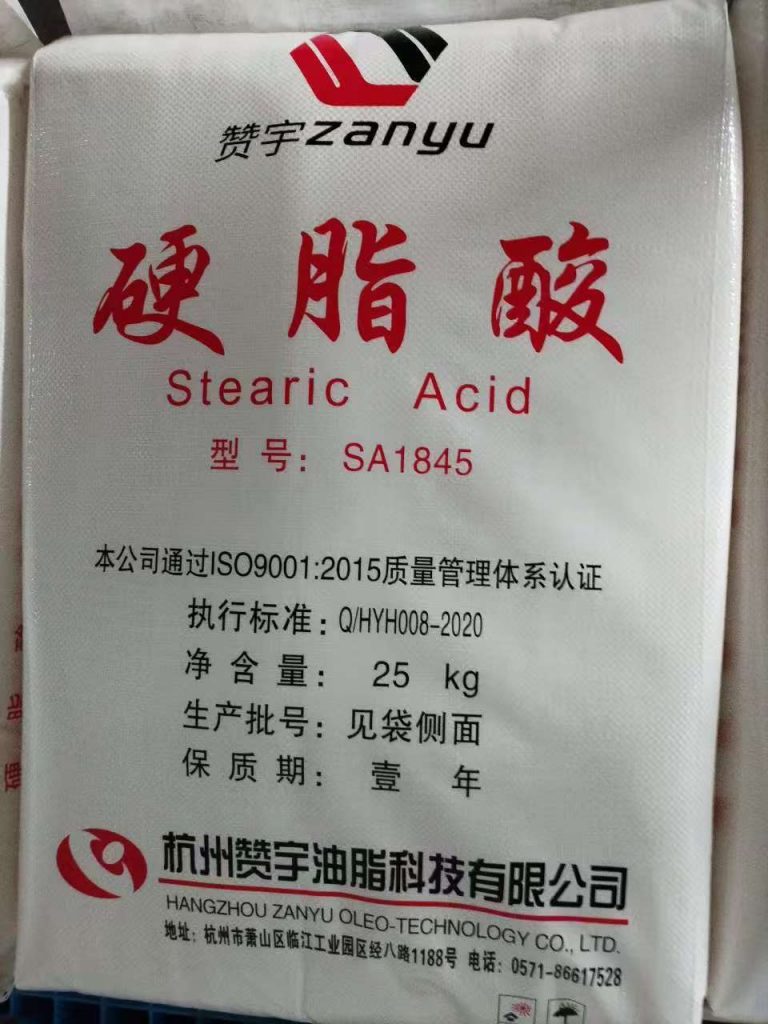 赞宇zanyu
硬脂酸
Stearic Acid
型号: SA1845
本公司通过ISO9001:2015质量管理体系认证
执行标准: Q/HYH008-2020
净含量: 25 kg
生产批号: 见袋侧面
保质期: 壹年
杭州赞宇油脂科技有限公司
HANGZHOU ZANYU OLEO-TECHNOLOGY CO., LTD.
地址: 杭州市萧山区临江工业园区经八路1188号 电话: 0571-86617528